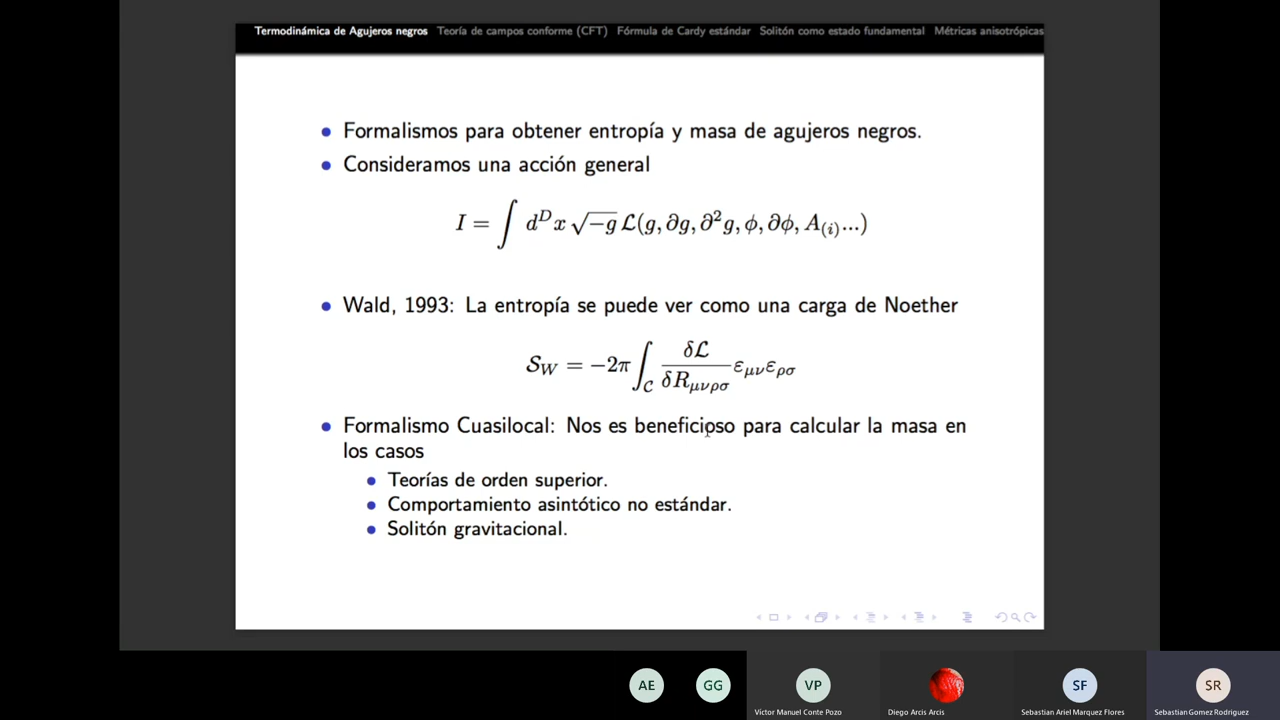 Termodinámica de Agujeros negros Teoría de campos conforme (CFT) Fórmula de Cardy estándar Solitón como estado fundamental Métricas anisotrópicas
• Formalismos para obtener entropía y masa de agujeros negros.
• Consideramos una acción general
I = ∫ d^D x √−g ℒ(g, ∂g, ∂²g, ϕ, ∂ϕ, A_(i)...)
• Wald, 1993: La entropía se puede ver como una carga de Noether
𝒮_W = −2π ∫_𝒞 δℒ/δR_μνρσ ε_μν ε_ρσ
• Formalismo Cuasilocal: Nos es beneficioso para calcular la masa en
los casos
• Teorías de orden superior.
• Comportamiento asintótico no estándar.
• Solitón gravitacional.
AE GG VP SF SR
Víctor Manuel Conte Pozo Diego Arcis Arcis Sebastian Ariel Marquez Flores Sebastian Gomez Rodriguez